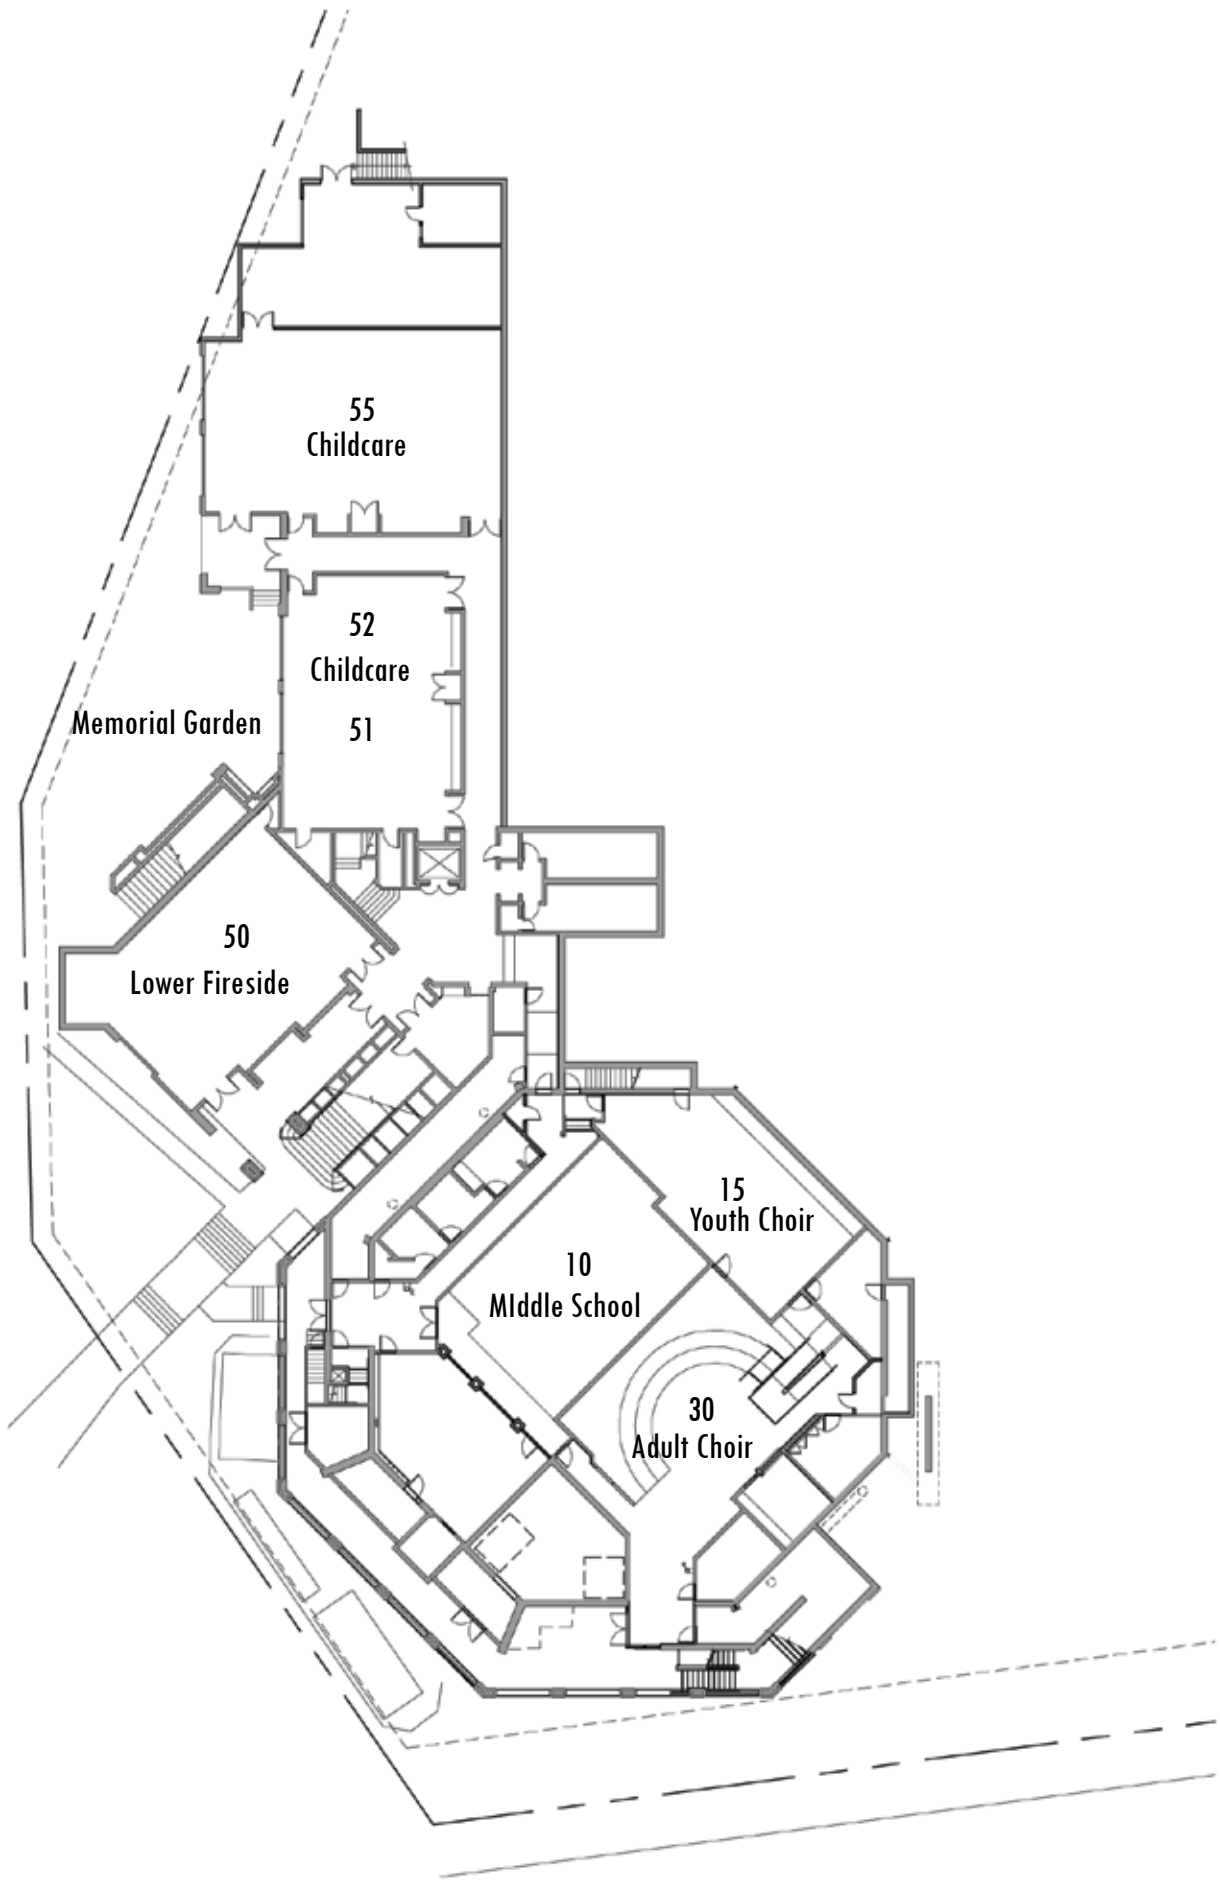 55
Childcare
52
Childcare
51
Memorial Garden
50
Lower Fireside
15
Youth Choir
10
MIddle School
30
Adult Choir